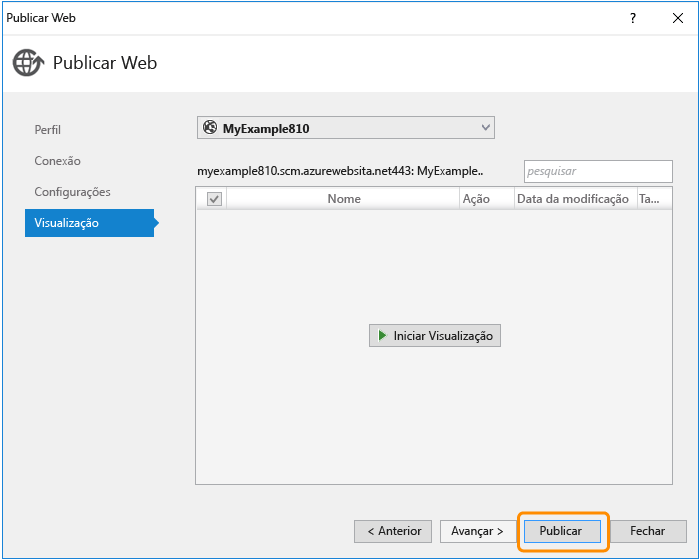 Publicar Web
?
Publicar Web
Perfil
Conexão
Configurações
Visualização
MyExample810
myexample810.scm.azurewebsita.net443: MyExample..
pesquisar
Nome Ação Data da modificação Ta...
Iniciar Visualização
< Anterior Avançar > Publicar Fechar